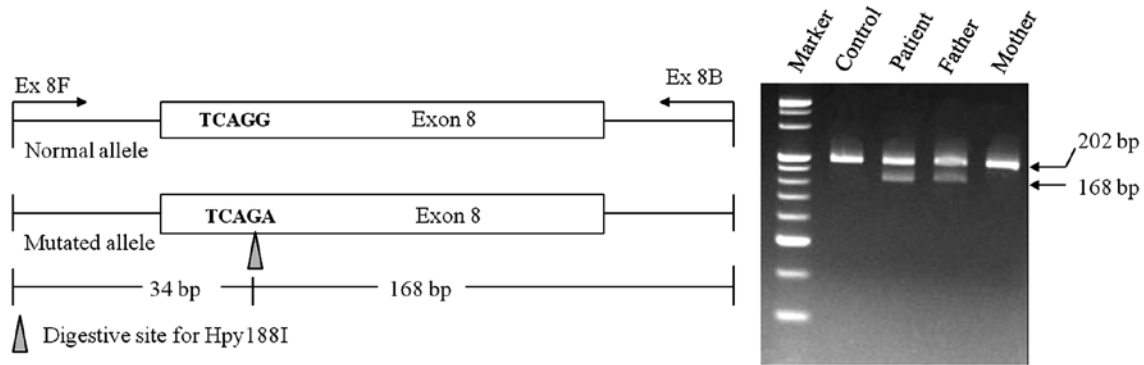 Ex 8F
Ex 8B
TCAGG
Exon 8
Normal allele
TCAGA
Exon 8
Mutated allele
34 bp
168 bp
Digestive site for Hpy188I
Marker
Control
Patient
Father
Mother
202 bp
168 bp